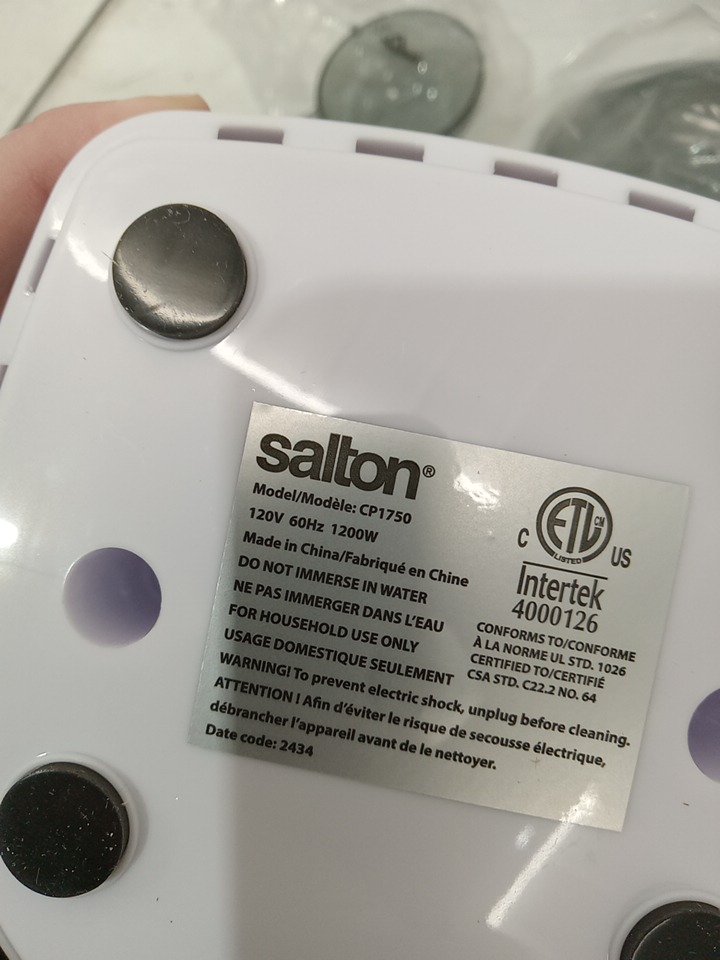 salton®
Model/Modèle: CP1750
120V 60Hz 1200W
Made in China/Fabriqué en Chine
DO NOT IMMERSE IN WATER
NE PAS IMMERGER DANS L'EAU
FOR HOUSEHOLD USE ONLY
USAGE DOMESTIQUE SEULEMENT
WARNING! To prevent electric shock, unplug before cleaning.
ATTENTION ! Afin d'éviter le risque de secousse électrique,
débrancher l'appareil avant de le nettoyer.
Date code: 2434
C ETL CM US
LISTED
Intertek
4000126
CONFORMS TO/CONFORME
À LA NORME UL STD. 1026
CERTIFIED TO/CERTIFIÉ
CSA STD. C22.2 NO. 64